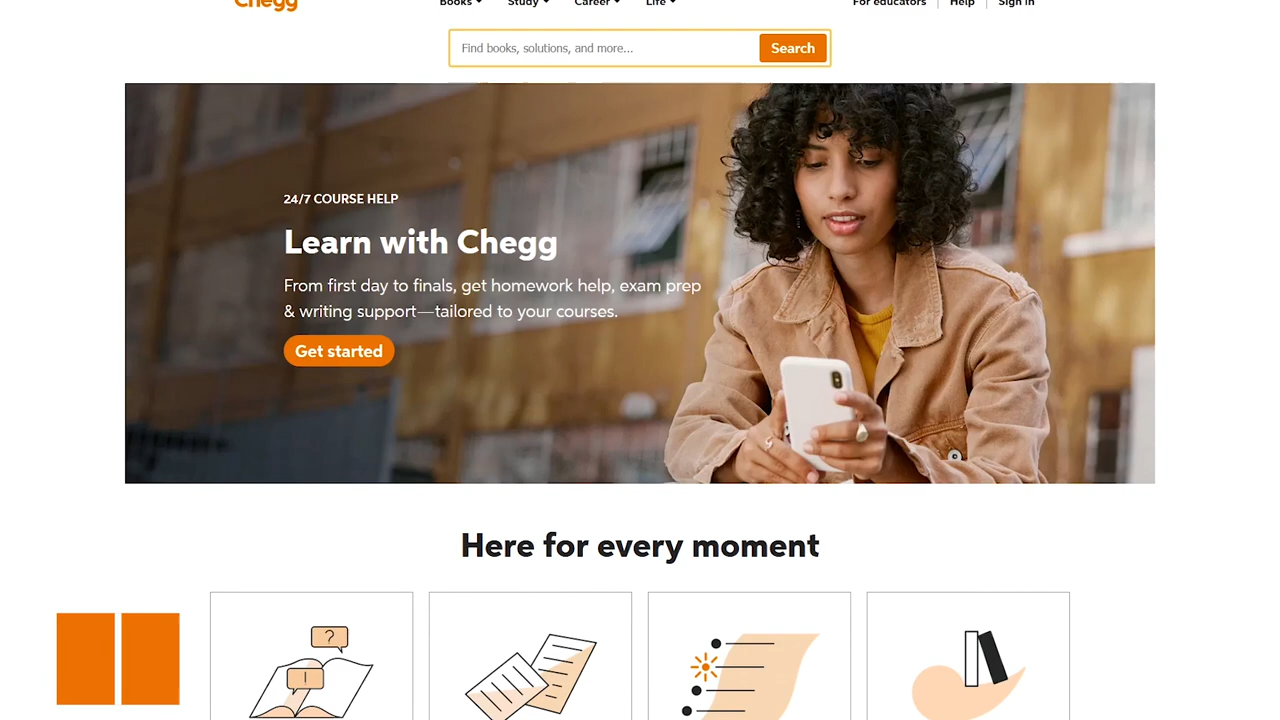 Chegg
Books Study Career Life For educators Help Sign in
Find books, solutions, and more... Search
24/7 COURSE HELP
Learn with Chegg
From first day to finals, get homework help, exam prep
& writing support—tailored to your courses.
Get started
Here for every moment
?
!